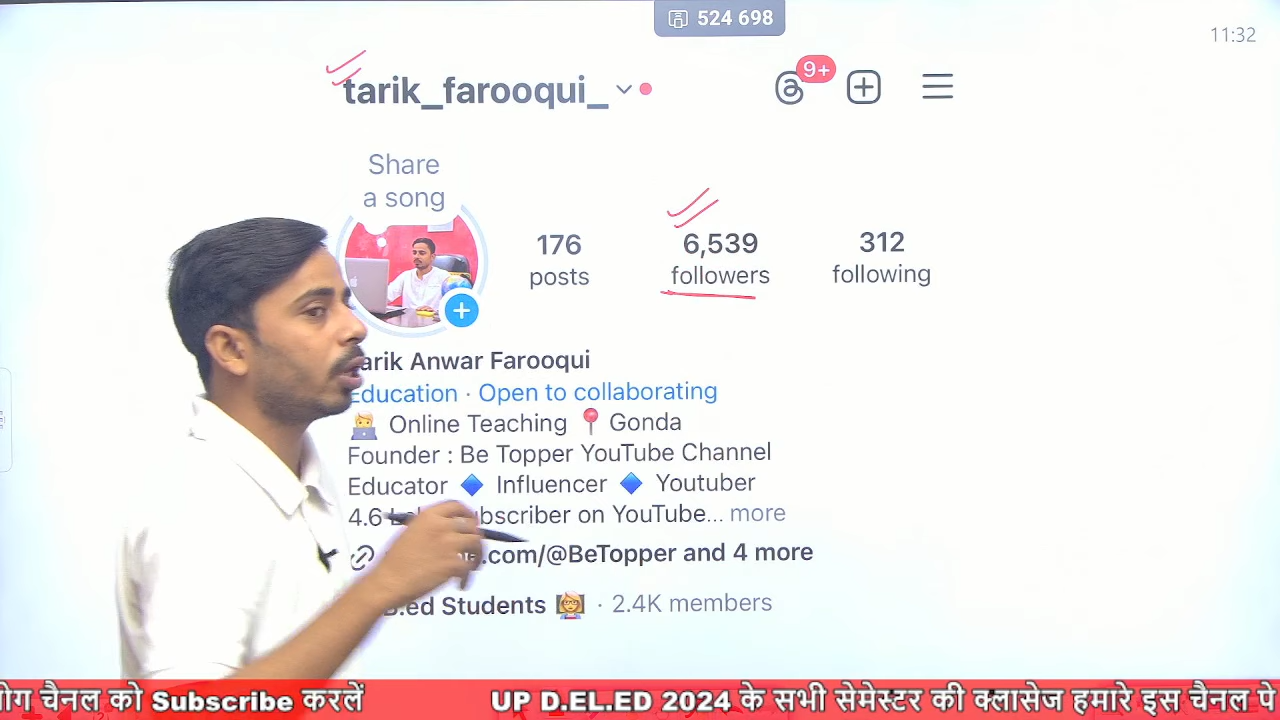 524 698
11:32
tarik_farooqui_
9+
Share
a song
176
posts
6,539
followers
312
following
arik Anwar Farooqui
Education · Open to collaborating
Online Teaching 📍 Gonda
Founder : Be Topper YouTube Channel
Educator 🔷 Influencer 🔷 Youtuber
4.6 bscriber on YouTube... more
.com/@BeTopper and 4 more
.ed Students 👩‍🏫 · 2.4K members
ोग चैनल को Subscribe करलें UP D.EL.ED 2024 के सभी सेमेस्टर की क्लासेज हमारे इस चैनल पे